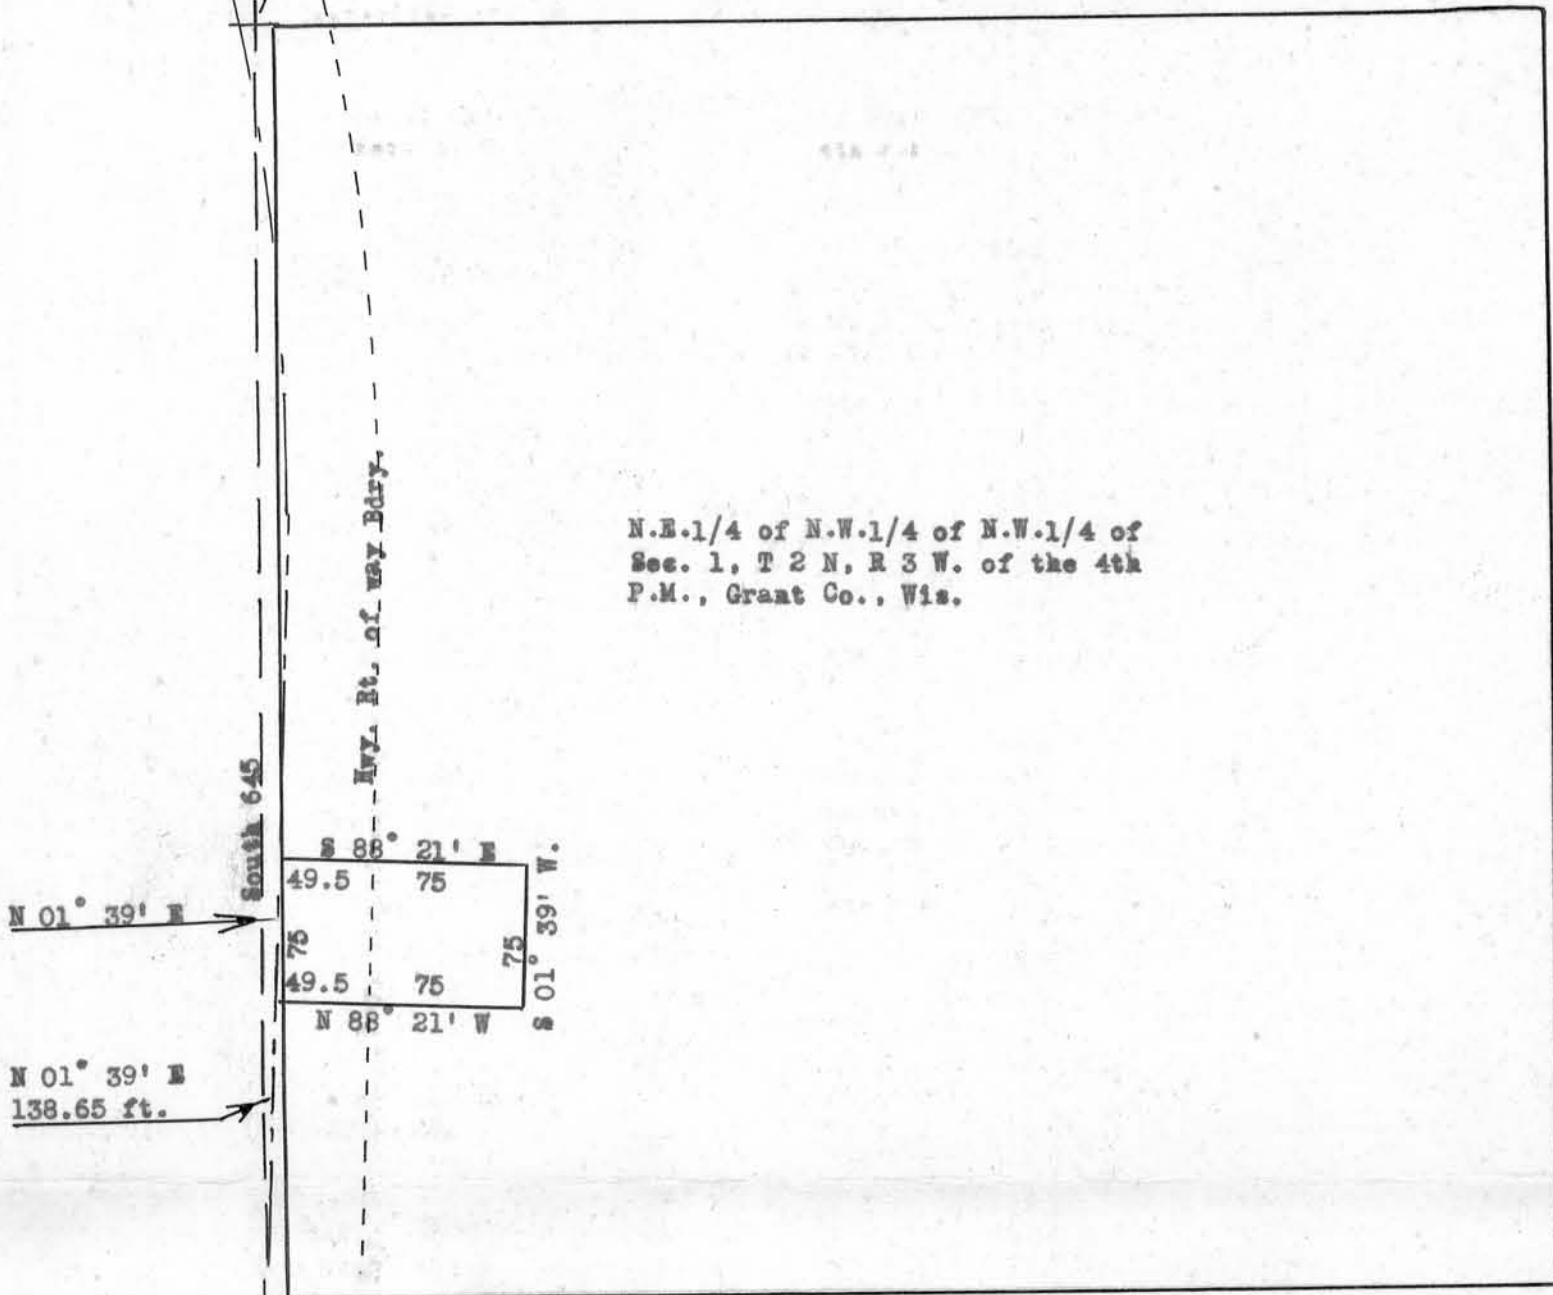 N.E.1/4 of N.W.1/4 of N.W.1/4 of
Sec. 1, T 2 N, R 3 W. of the 4th
P.M., Grant Co., Wis.
Hwy. Rt. of way Bdry.
South 645
S 88° 21' E
49.5 75
N 01° 39' E
75
75
S 01° 39' W.
49.5 75
N 88° 21' W
N 01° 39' E
138.65 ft.